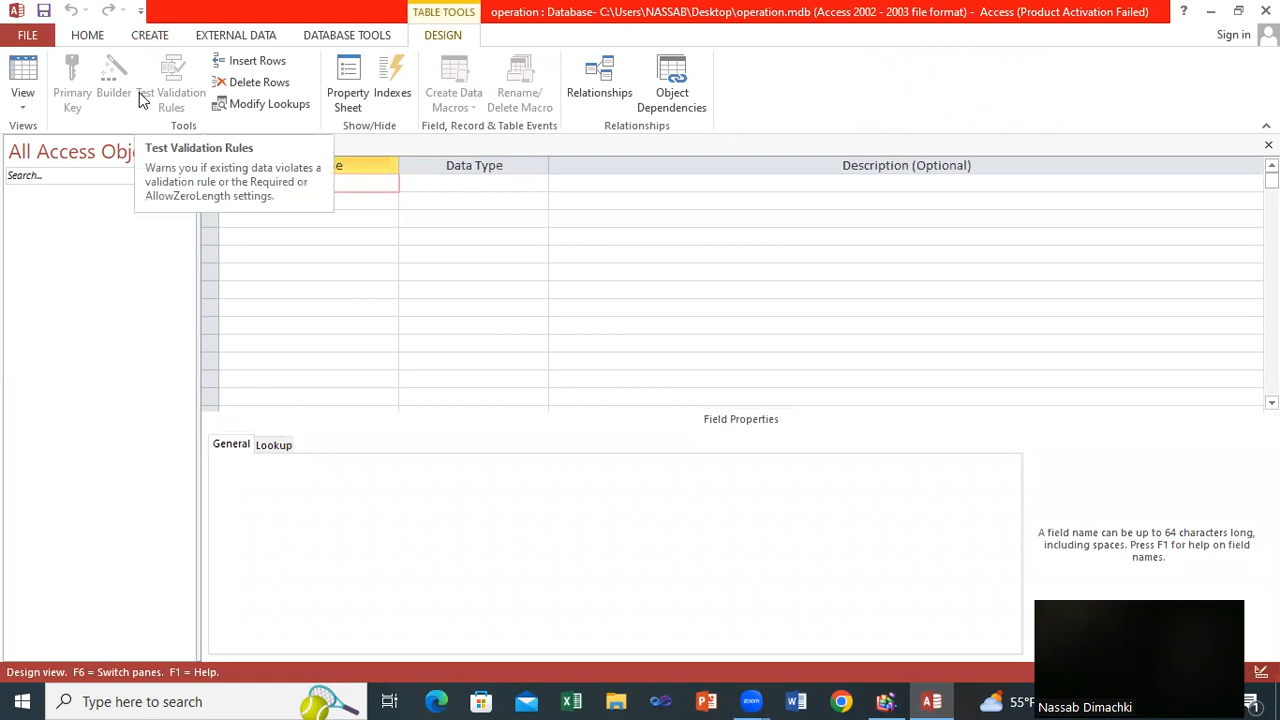 TABLE TOOLS
operation : Database- C:\Users\NASSAB\Desktop\operation.mdb (Access 2002 - 2003 file format) - Access (Product Activation Failed)
FILE HOME CREATE EXTERNAL DATA DATABASE TOOLS DESIGN Sign in
View
Primary Key
Builder
Test Validation Rules
Insert Rows
Delete Rows
Modify Lookups
Property Sheet
Indexes
Create Data Macros
Rename/ Delete Macro
Relationships
Object Dependencies
Views Tools Show/Hide Field, Record & Table Events Relationships
All Access Obj
Search...
Test Validation Rules
Warns you if existing data violates a
validation rule or the Required or
AllowZeroLength settings.
Data Type Description (Optional)
Field Properties
General Lookup
A field name can be up to 64 characters long,
including spaces. Press F1 for help on field
names.
Design view. F6 = Switch panes. F1 = Help.
Nassab Dimachki
Type here to search
zoom
55°F
1